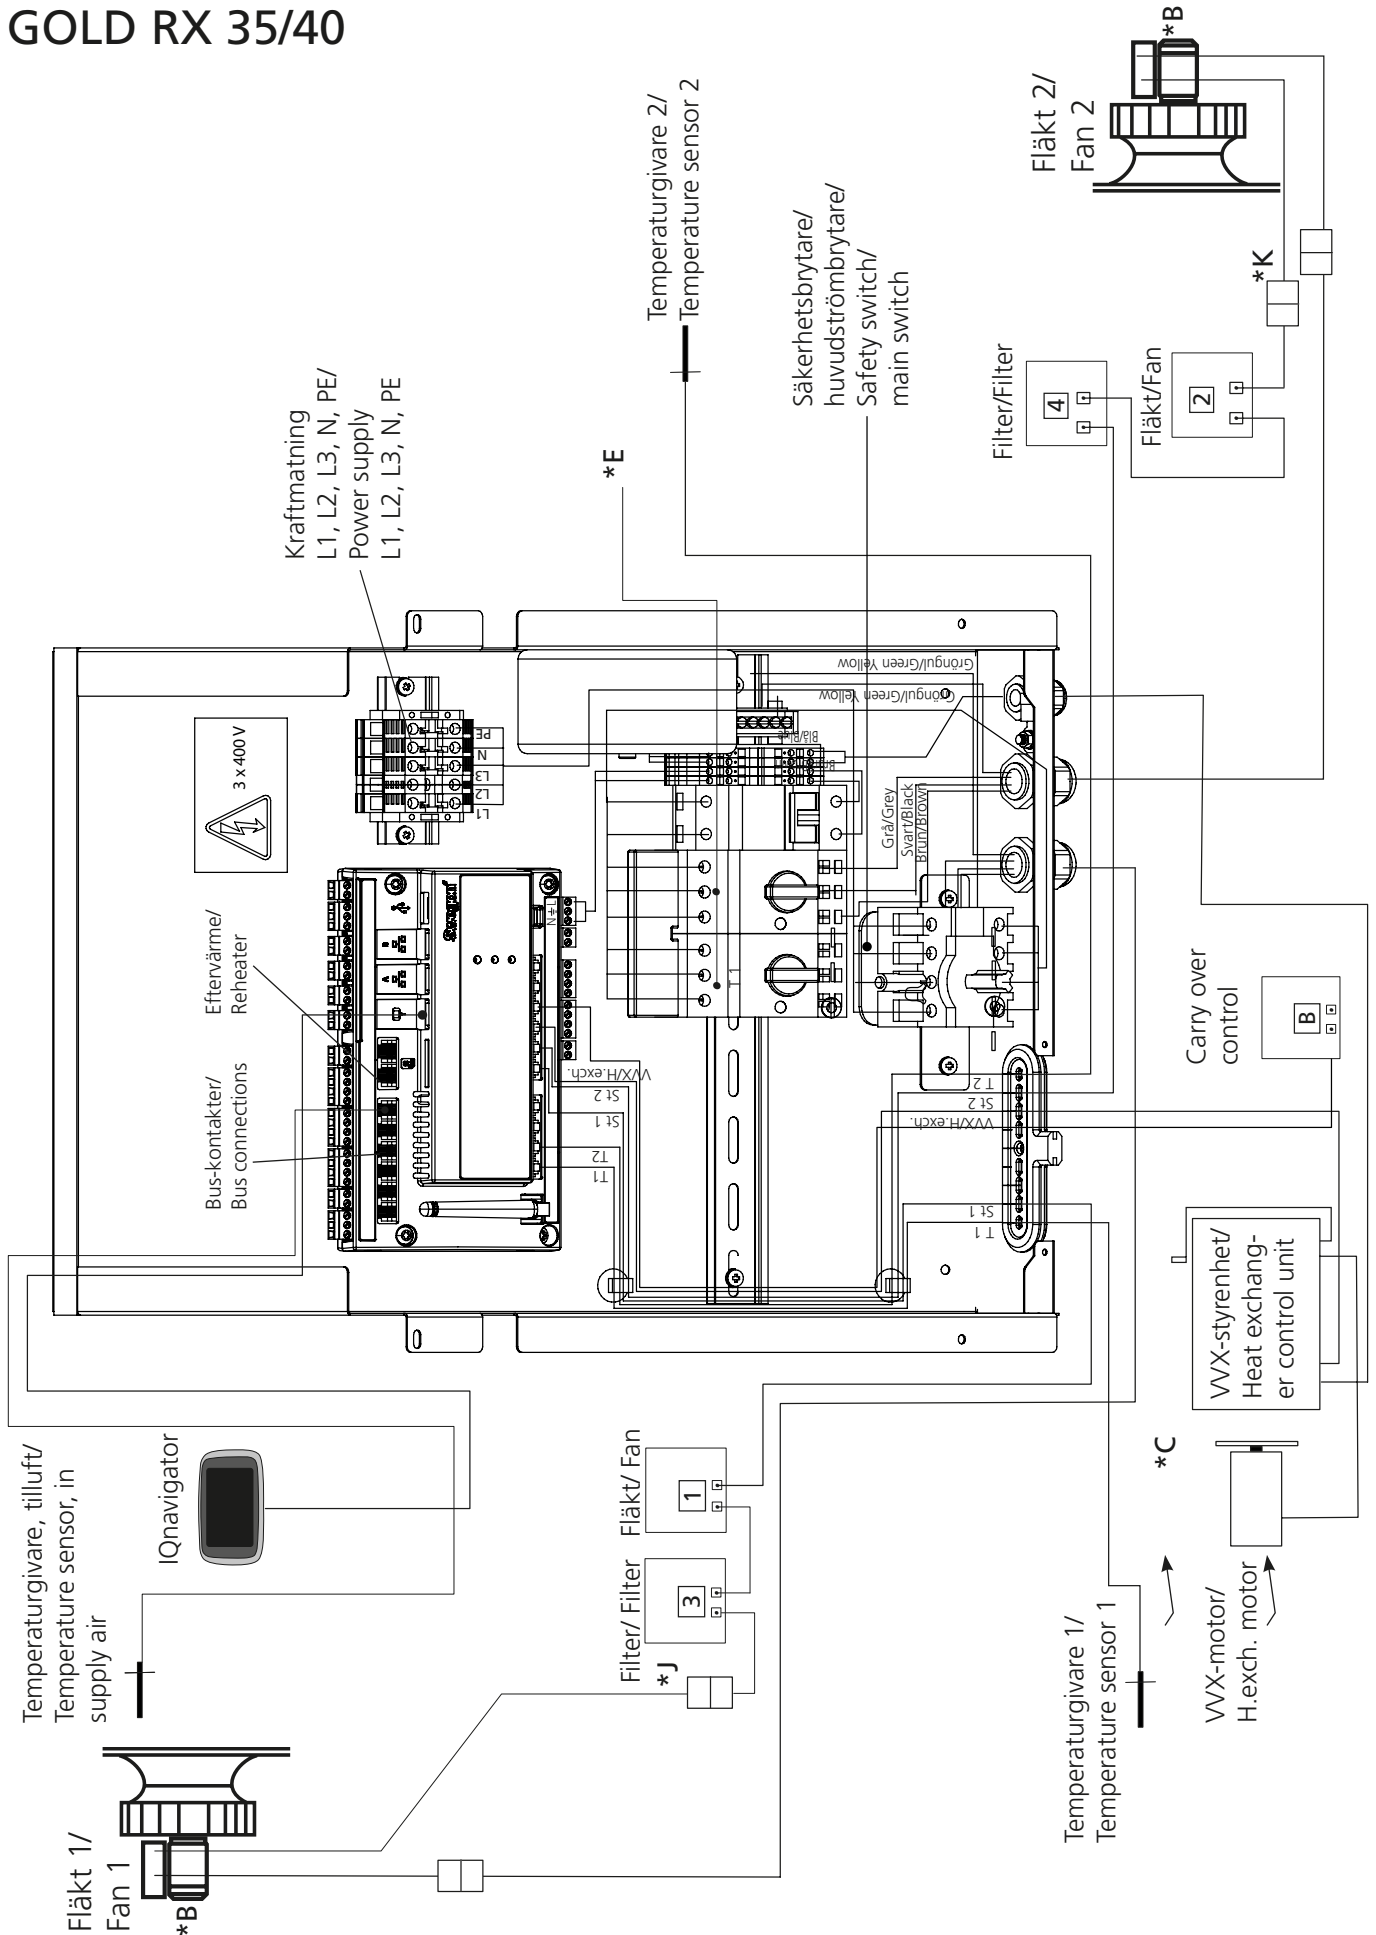 GOLD RX 35/40
*B
Fläkt 2/
Fan 2
Temperaturgivare 2/
Temperature sensor 2
*K
Säkerhetsbrytare/
huvudströmbrytare/
Safety switch/
main switch
Filter/Filter
4
Fläkt/Fan
2
Kraftmatning
L1, L2, L3, N, PE/
Power supply
L1, L2, L3, N, PE
*E
3 x 400 V
PE
N
L3
L2
L1
Gröngul/Green Yellow
Gröngul/Green Yellow
Blå/Blue
Grå/Grey
Svart/Black
Brun/Brown
T1
L
N
Eftervärme/
Reheater
Bus-kontakter/
Bus connections
VVX/H.exch.
St 2
St 1
T2
T1
T 2
St 2
VVX/H.exch.
St 1
T 1
Carry over
control
B
VVX-styrenhet/
Heat exchang-
er control unit
*C
VVX-motor/
H.exch. motor
Temperaturgivare, tilluft/
Temperature sensor, in
supply air
IQnavigator
Fläkt/ Fan
1
Filter/ Filter
3
*J
Temperaturgivare 1/
Temperature sensor 1
Fläkt 1/
Fan 1
*B